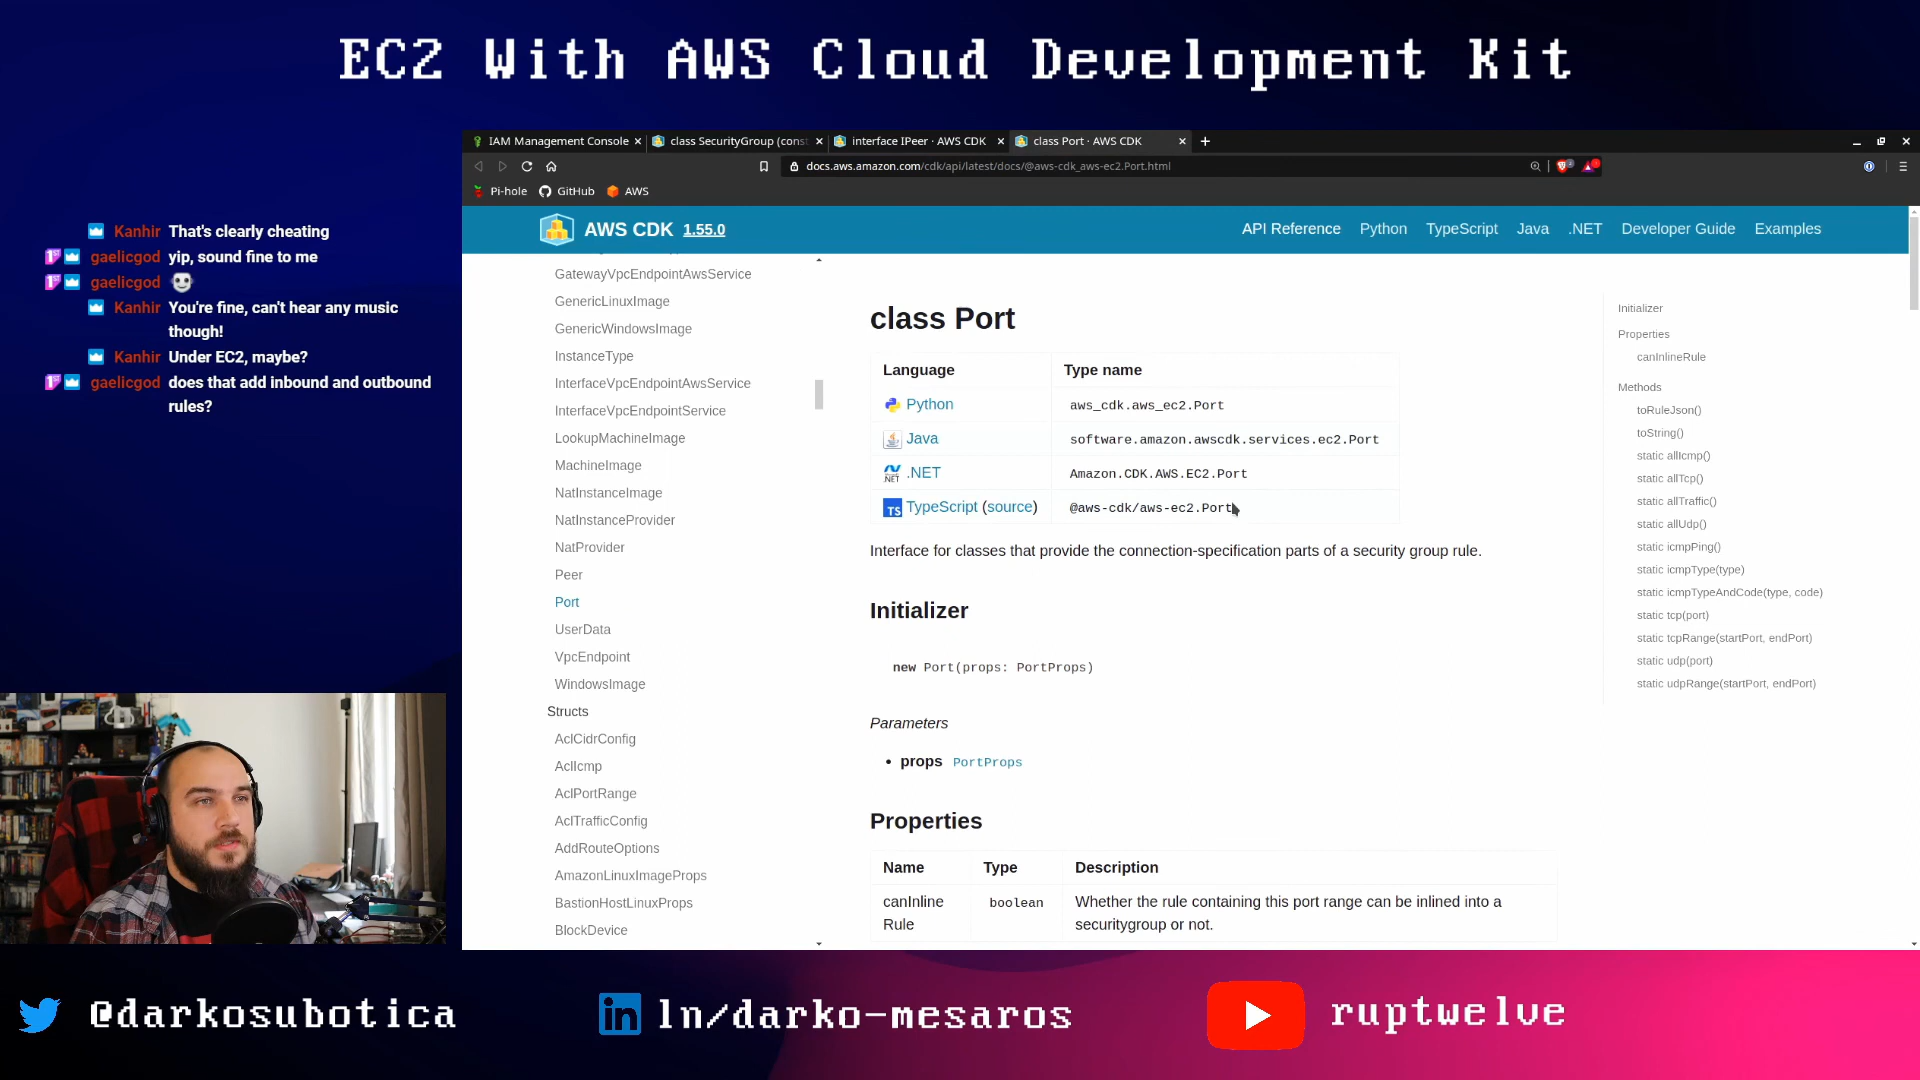 EC2 With AWS Cloud Development Kit
Kanhir That's clearly cheating
gaelicgod yip, sound fine to me
gaelicgod
Kanhir You're fine, can't hear any music
though!
Kanhir Under EC2, maybe?
gaelicgod does that add inbound and outbound
rules?
IAM Management Console
class SecurityGroup (const
interface IPeer · AWS CDK
class Port · AWS CDK
docs.aws.amazon.com/cdk/api/latest/docs/@aws-cdk_aws-ec2.Port.html
Pi-hole GitHub AWS
AWS CDK 1.55.0
API Reference Python TypeScript Java .NET Developer Guide Examples
GatewayVpcEndpointAwsService
GenericLinuxImage
GenericWindowsImage
InstanceType
InterfaceVpcEndpointAwsService
InterfaceVpcEndpointService
LookupMachineImage
MachineImage
NatInstanceImage
NatInstanceProvider
NatProvider
Peer
Port
UserData
VpcEndpoint
WindowsImage
Structs
AclCidrConfig
AclIcmp
AclPortRange
AclTrafficConfig
AddRouteOptions
AmazonLinuxImageProps
BastionHostLinuxProps
BlockDevice
class Port
Language Type name
Python aws_cdk.aws_ec2.Port
Java software.amazon.awscdk.services.ec2.Port
.NET Amazon.CDK.AWS.EC2.Port
TypeScript (source) @aws-cdk/aws-ec2.Port
Interface for classes that provide the connection-specification parts of a security group rule.
Initializer
new Port(props: PortProps)
Parameters
props PortProps
Properties
Name Type Description
canInline boolean Whether the rule containing this port range can be inlined into a
Rule securitygroup or not.
Initializer
Properties
canInlineRule
Methods
toRuleJson()
toString()
static allIcmp()
static allTcp()
static allTraffic()
static allUdp()
static icmpPing()
static icmpType(type)
static icmpTypeAndCode(type, code)
static tcp(port)
static tcpRange(startPort, endPort)
static udp(port)
static udpRange(startPort, endPort)
@darkosubotica
in ln/darko-mesaros
ruptwelve